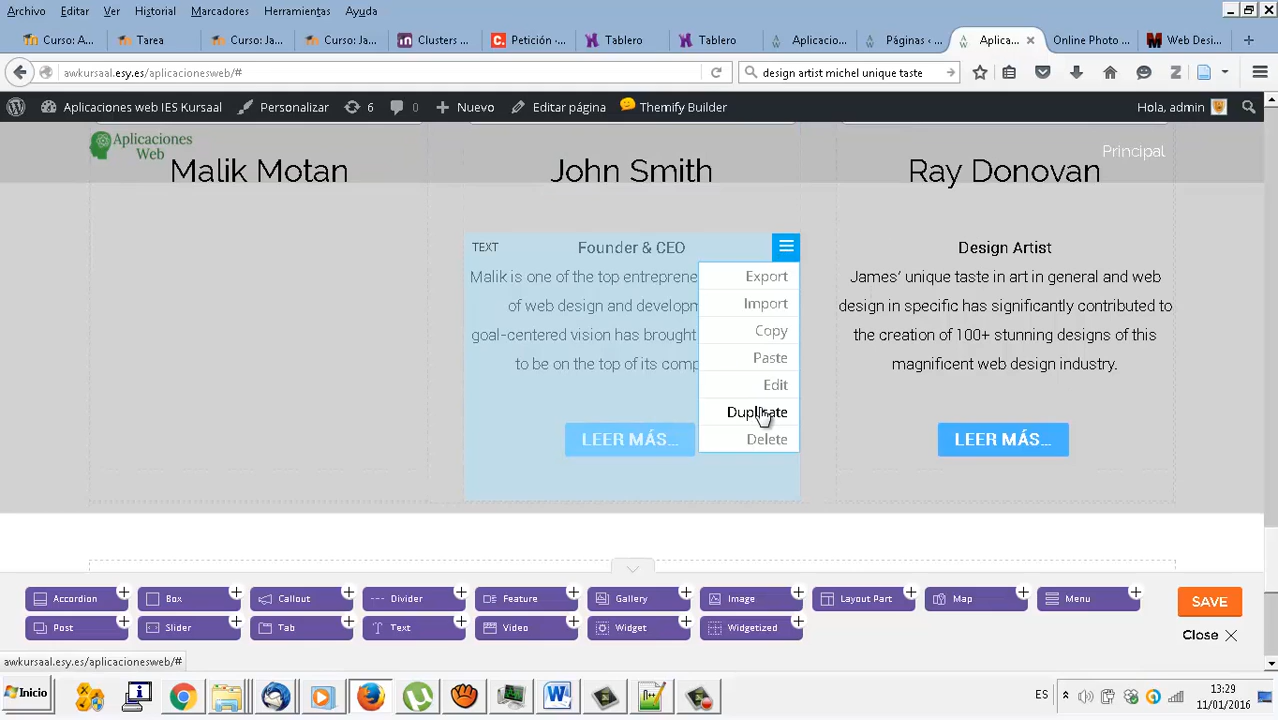 Archivo Editar Ver Historial Marcadores Herramientas Ayuda
Curso: A... Tarea Curso: Ja... Curso: Ja... Clusters ... Petición -... Tablero Tablero Aplicacio... Páginas ‹... Aplica... Online Photo ... Web Desi...
awkursaal.esy.es/aplicacionesweb/# design artist michel unique taste
Aplicaciones web IES Kursaal Personalizar 6 0 Nuevo Editar página Themify Builder Hola, admin
Aplicaciones
Web
Principal
Malik Motan John Smith Ray Donovan
TEXT Founder & CEO
Malik is one of the top entreprene
of web design and developm
goal-centered vision has brought
to be on the top of its comp
LEER MÁS...
Export
Import
Copy
Paste
Edit
Duplicate
Delete
Design Artist
James’ unique taste in art in general and web
design in specific has significantly contributed to
the creation of 100+ stunning designs of this
magnificent web design industry.
LEER MÁS...
Accordion Box Callout Divider Feature Gallery Image Layout Part Map Menu
Post Slider Tab Text Video Widget Widgetized
SAVE
Close
awkursaal.esy.es/aplicacionesweb/#
Inicio ES 13:29
11/01/2016